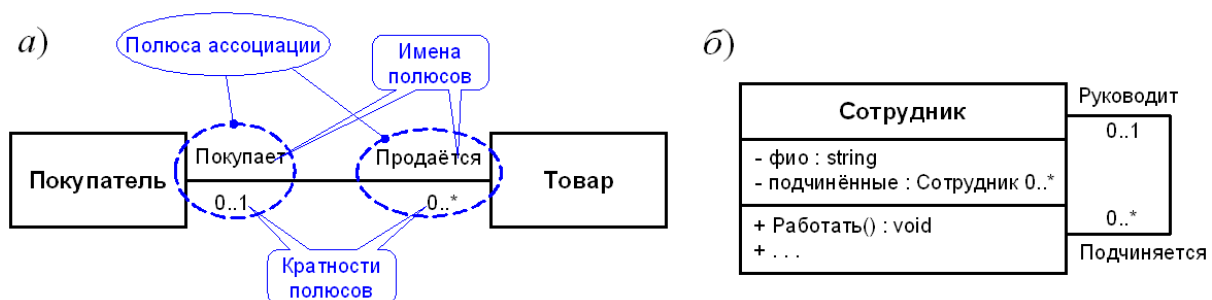 а)
Полюса ассоциации
Имена
полюсов
Покупатель
Покупает
Продаётся
Товар
0..1
0..*
Кратности
полюсов
б)
Сотрудник
- фио : string
- подчинённые : Сотрудник 0..*
+ Работать() : void
+ . . .
Руководит
0..1
0..*
Подчиняется